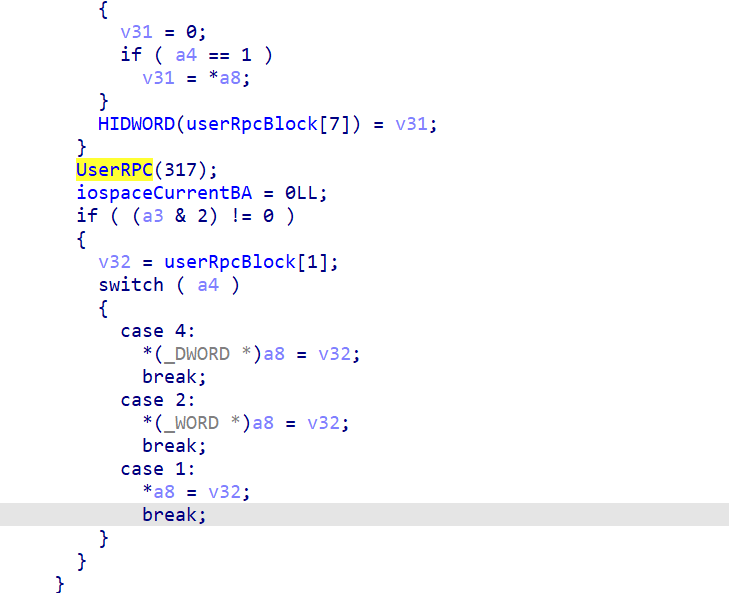 {
v31 = 0;
if ( a4 == 1 )
v31 = *a8;
}
HIDWORD(userRpcBlock[7]) = v31;
}
UserRPC(317);
iospaceCurrentBA = 0LL;
if ( (a3 & 2) != 0 )
{
v32 = userRpcBlock[1];
switch ( a4 )
{
case 4:
*(_DWORD *)a8 = v32;
break;
case 2:
*(_WORD *)a8 = v32;
break;
case 1:
*a8 = v32;
break;
}
}
}